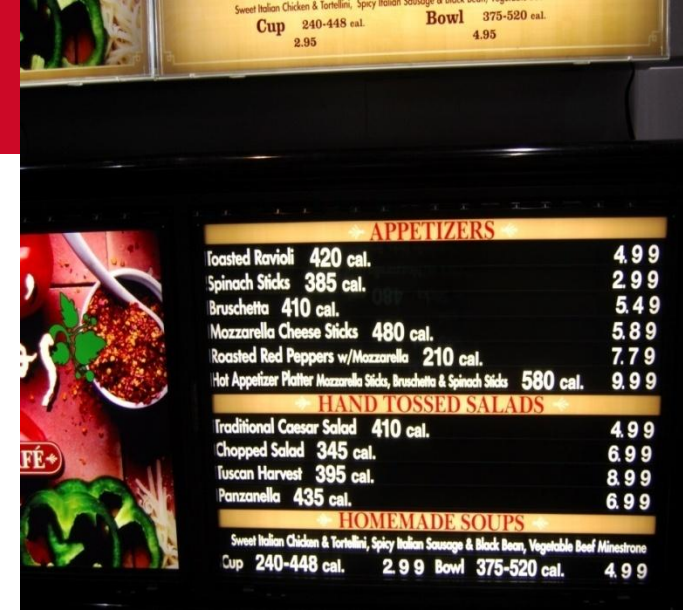 Sweet Italian Chicken & Tortellini, Spicy Italian Sausage & Black Bean,
Cup 240-448 cal. Bowl 375-520 cal.
2.95 4.95
APPETIZERS
Toasted Ravioli 420 cal. 4.99
Spinach Sticks 385 cal. 2.99
Bruschetta 410 cal. 5.49
Mozzarella Cheese Sticks 480 cal. 5.89
Roasted Red Peppers w/Mozzarella 210 cal. 7.79
Hot Appetizer Platter Mozzarella Sticks, Bruschetta & Spinach Sticks 580 cal. 9.99
HAND TOSSED SALADS
Traditional Caesar Salad 410 cal. 4.99
Chopped Salad 345 cal. 6.99
Tuscan Harvest 395 cal. 8.99
Panzanella 435 cal. 6.99
FÉ
HOMEMADE SOUPS
Sweet Italian Chicken & Tortellini, Spicy Italian Sausage & Black Bean, Vegetable Beef Minestrone
Cup 240-448 cal. 2.99 Bowl 375-520 cal. 4.99